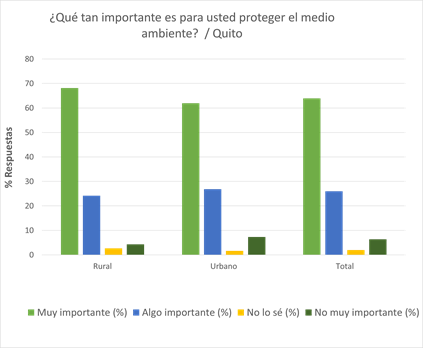 ¿Qué tan importante es para usted proteger el medio
ambiente? / Quito
% Respuestas
80
70
60
50
40
30
20
10
0
Rural Urbano Total
Muy importante (%) Algo importante (%) No lo sé (%) No muy importante (%)